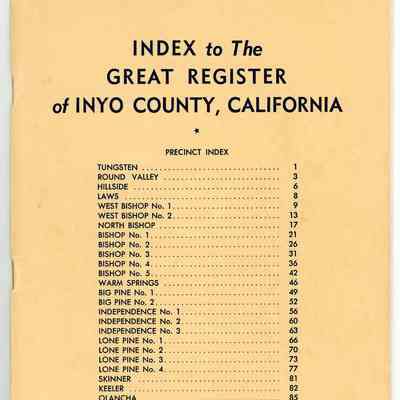 INDEX to The
GREAT REGISTER
of INYO COUNTY, CALIFORNIA
*
PRECINCT INDEX
TUNGSTEN ........................ 1
ROUND VALLEY ........................ 3
HILLSIDE ........................ 6
LAWS ........................ 8
WEST BISHOP No. 1 ........................ 9
WEST BISHOP No. 2 ........................ 13
NORTH BISHOP ........................ 17
BISHOP No. 1 ........................ 21
BISHOP No. 2 ........................ 26
BISHOP No. 3 ........................ 31
BISHOP No. 4 ........................ 36
BISHOP No. 5 ........................ 42
WARM SPRINGS ........................ 46
BIG PINE No. 1 ........................ 49
BIG PINE No. 2 ........................ 52
INDEPENDENCE No. 1 ........................ 56
INDEPENDENCE No. 2 ........................ 60
INDEPENDENCE No. 3 ........................ 63
LONE PINE No. 1 ........................ 66
LONE PINE No. 2 ........................ 70
LONE PINE No. 3 ........................ 73
LONE PINE No. 4 ........................ 77
SKINNER ........................ 81
KEELER ........................ 82
OLANCHA ........................ 85